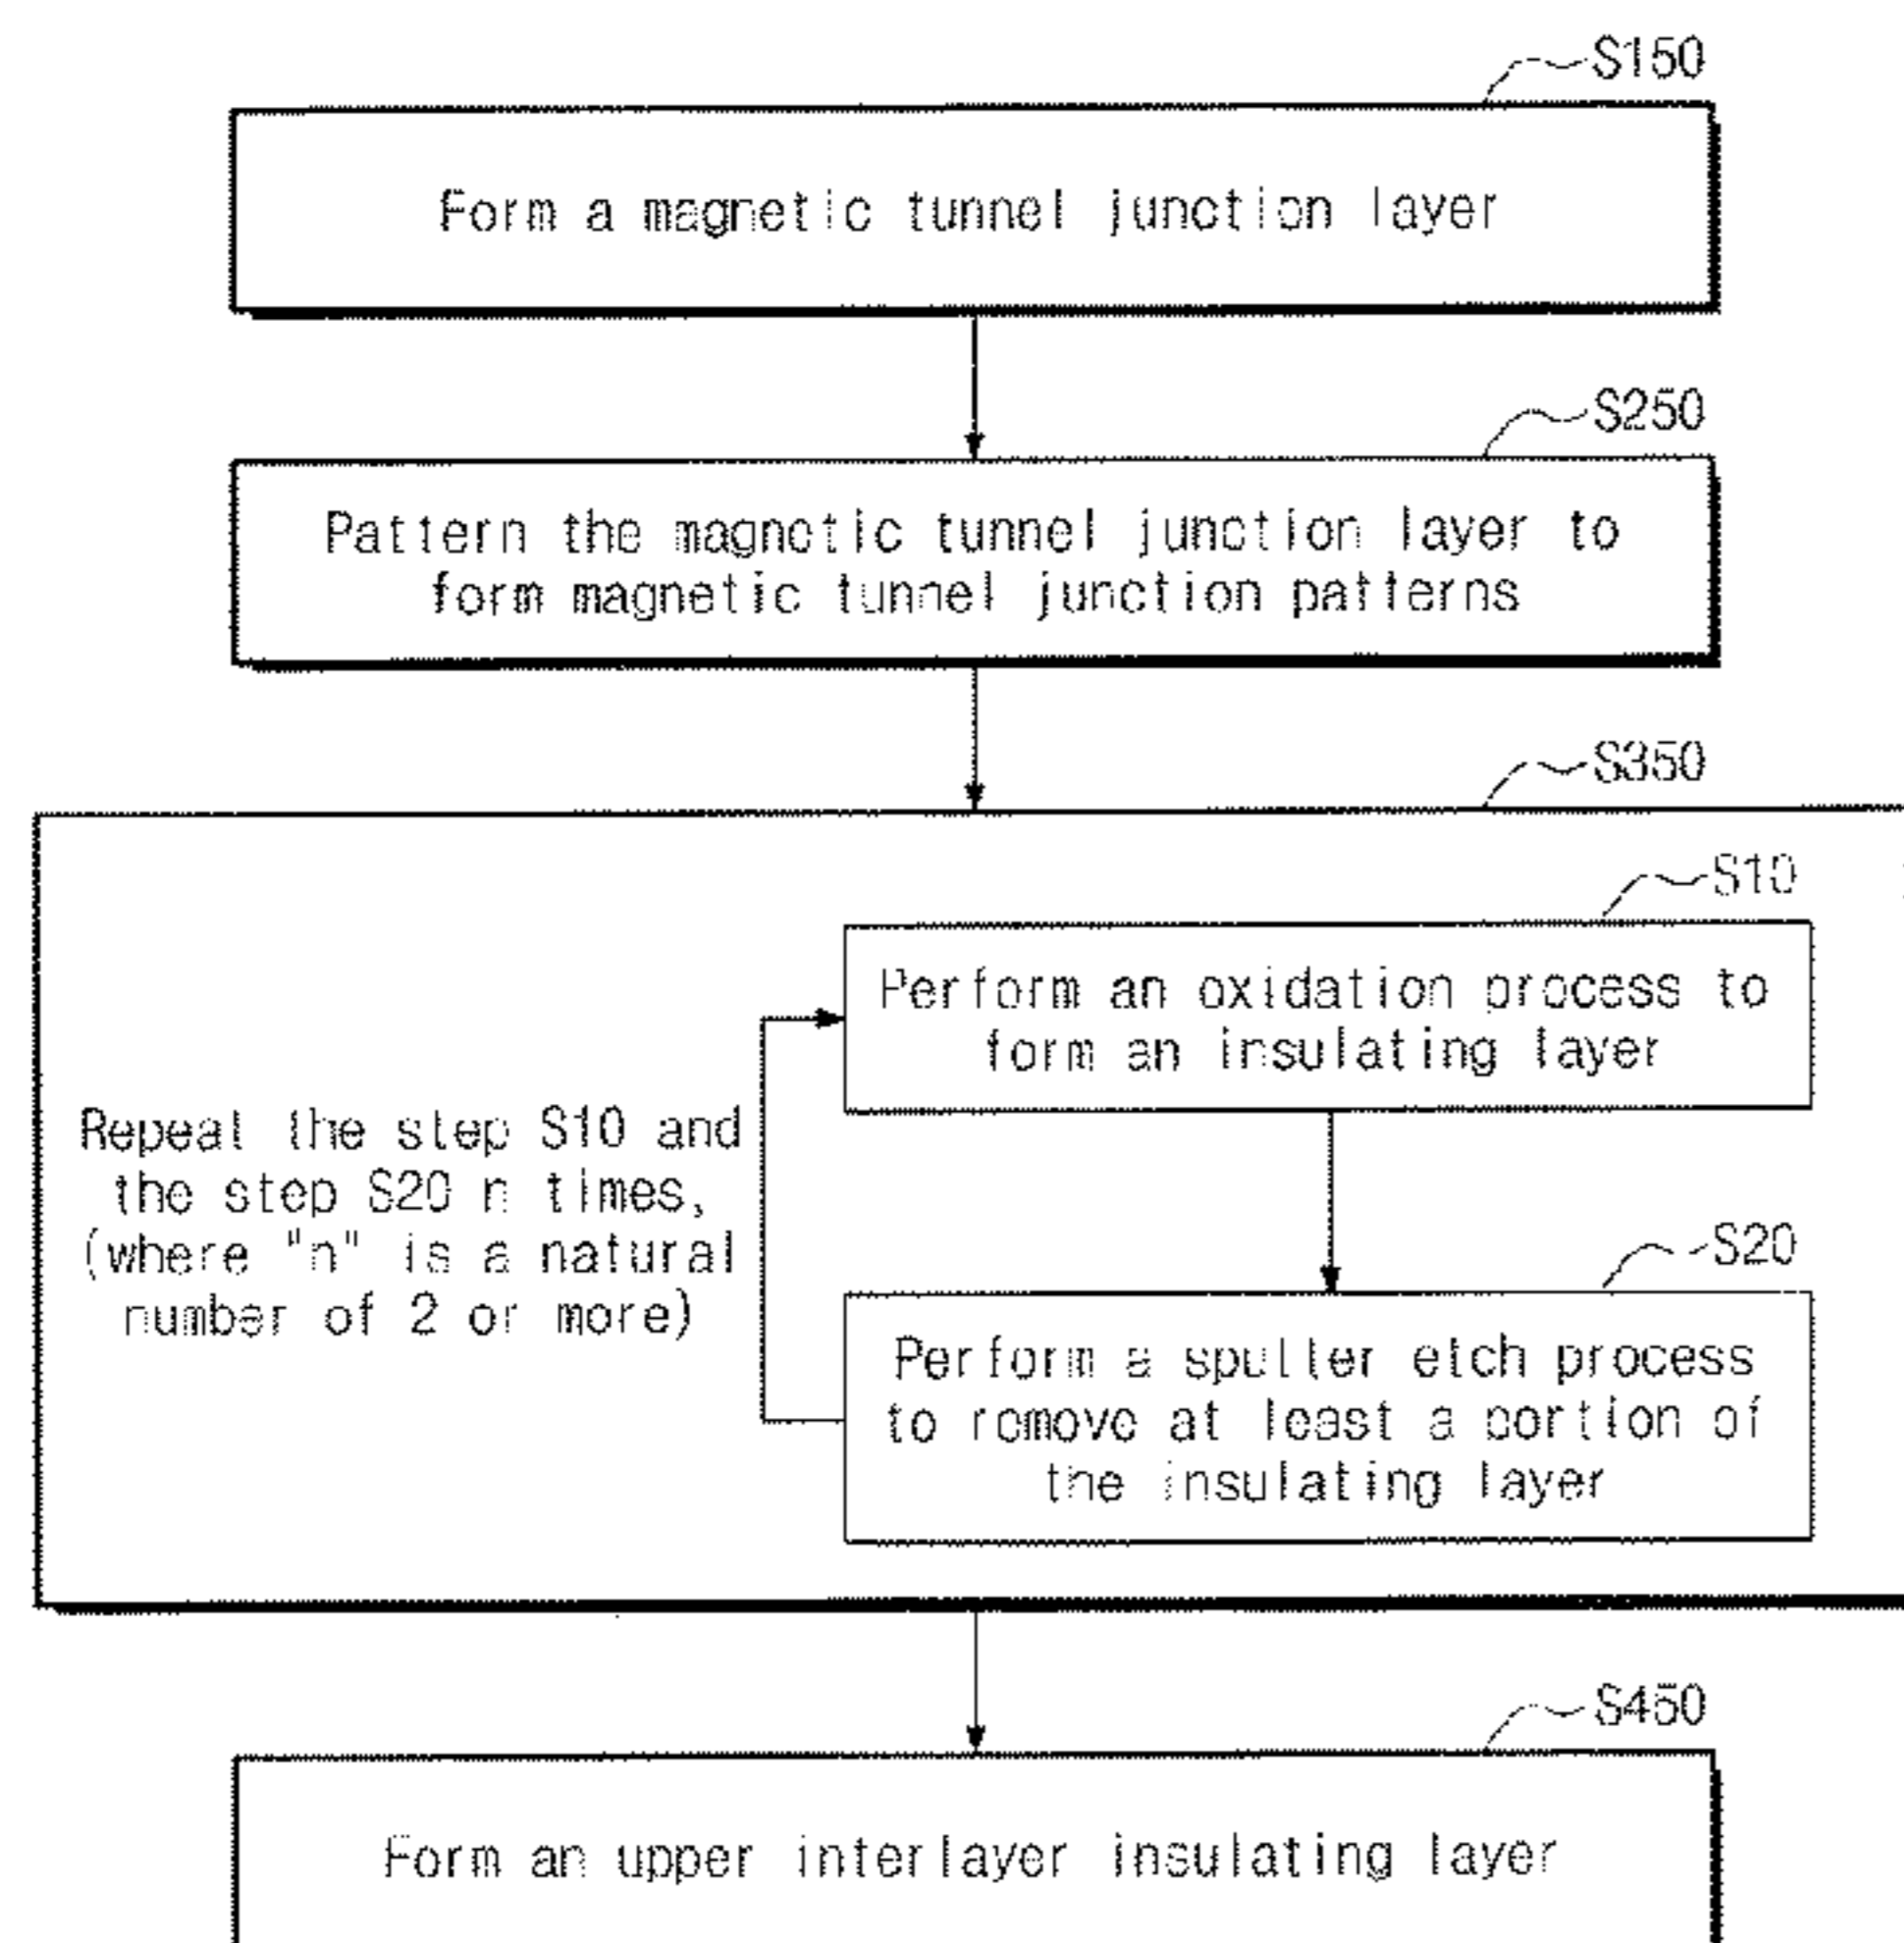 S150
Form a magnetic tunnel junction layer
S250
Pattern the magnetic tunnel junction layer to
form magnetic tunnel junction patterns
S350
S10
Perform an oxidation process to
form an insulating layer
Repeat the step S10 and
the step S20 n times,
(where "n" is a natural
number of 2 or more)
S20
Perform a sputter etch process
to remove at least a portion of
the insulating layer
S450
Form an upper interlayer insulating layer